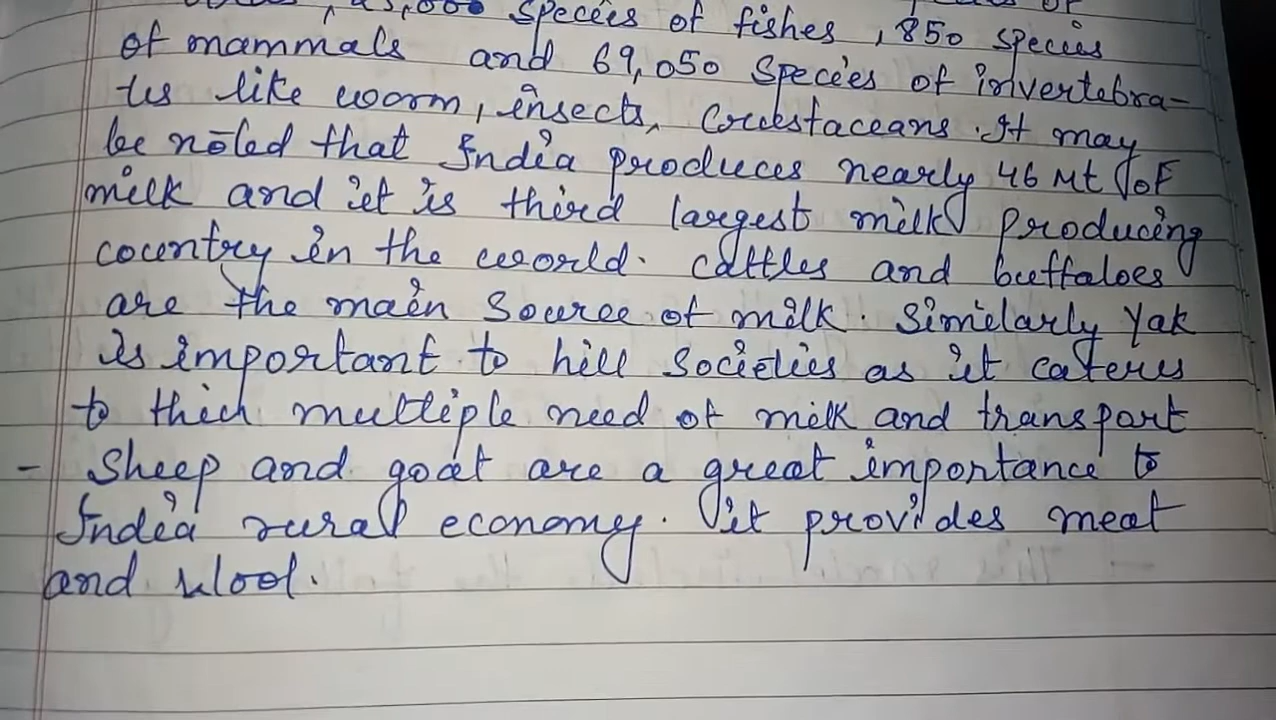 species of fishes, 850 species
of mammals and 69,050 species of invertebra-
tes like worm, insects, crustaceans. It may
be noted that India produces nearly 46 Mt of
milk and it is third largest milk producing
country in the world. Cattles and buffaloes
are the main source of milk. Similarly Yak
is important to hill societies as it caters
to their multiple need of milk and transport
- Sheep and goat are a great importance to
India rural economy. It provides meat
and wool.